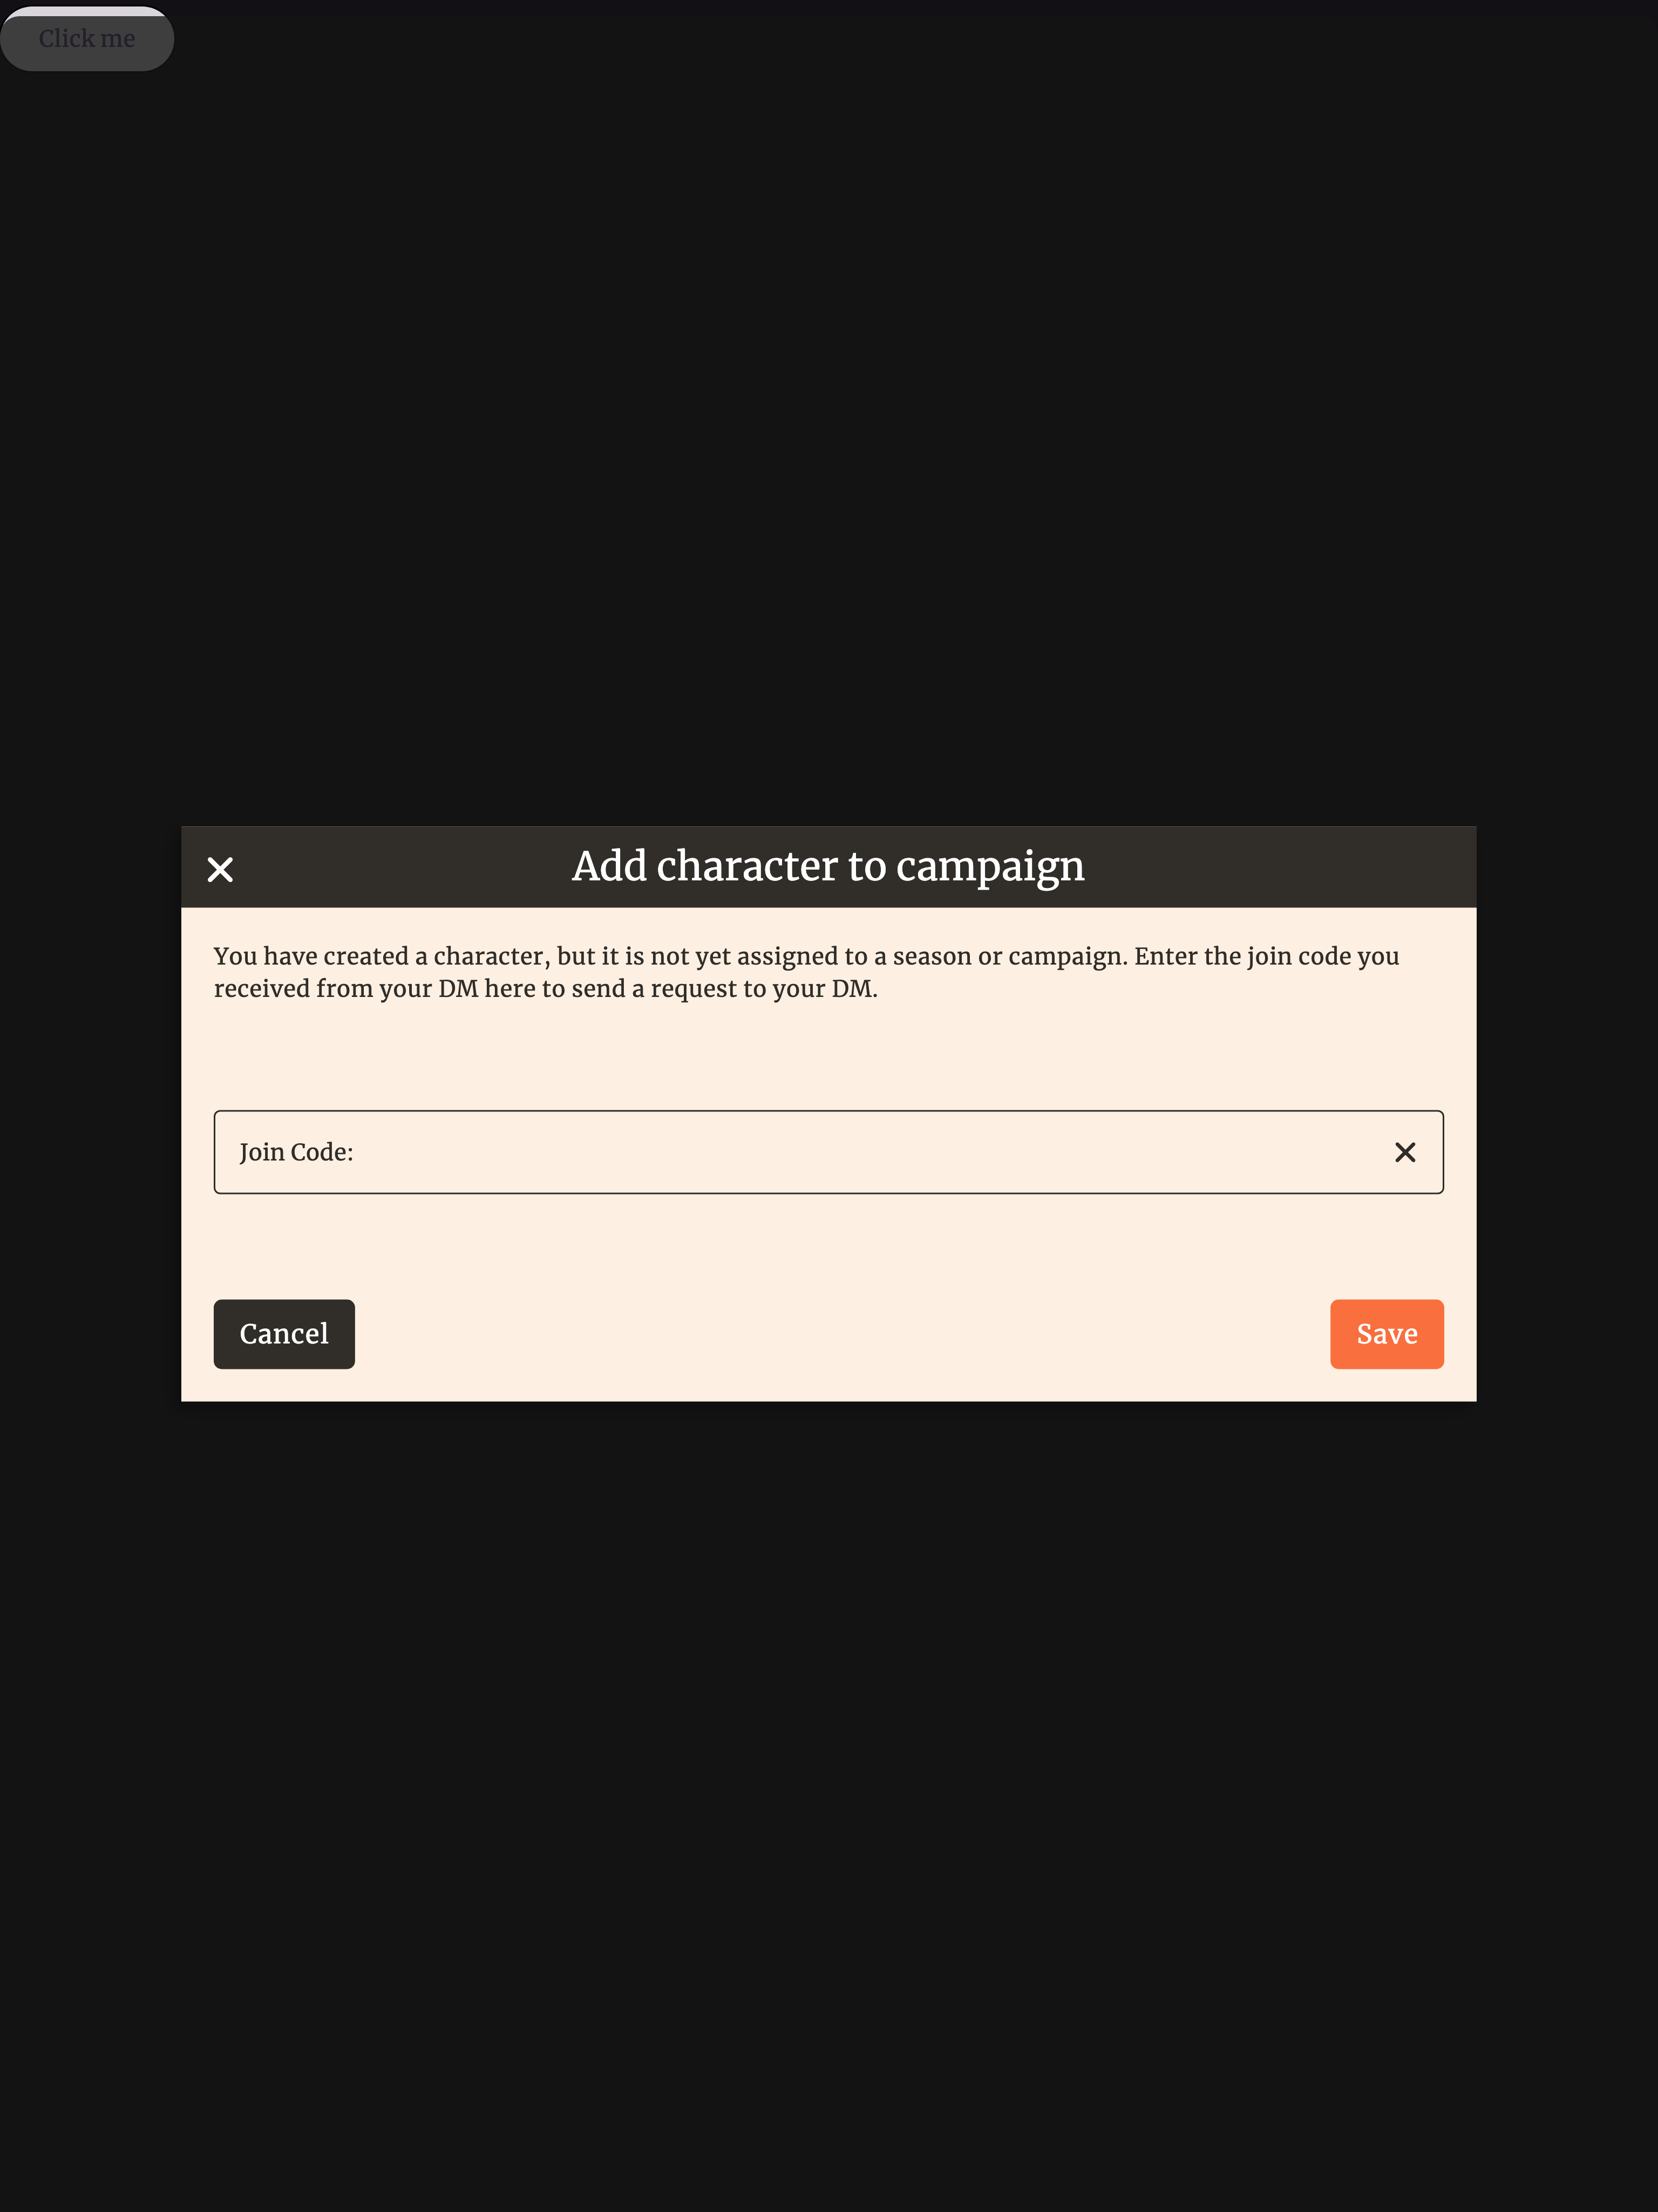 Click me
Add character to campaign
You have created a character, but it is not yet assigned to a season or campaign. Enter the join code you
received from your DM here to send a request to your DM.
Join Code:
Cancel
Save